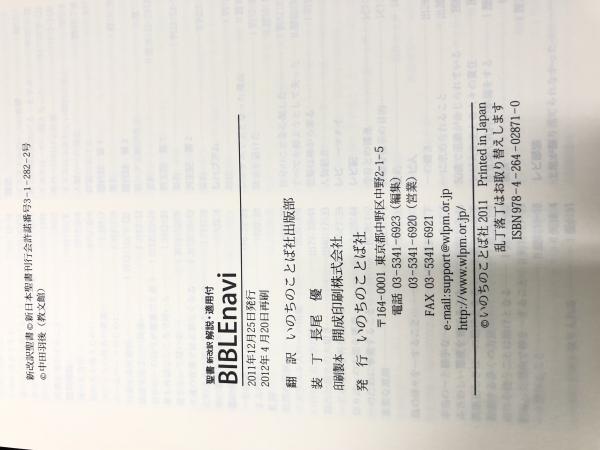 新改訳聖書©新日本聖書刊行会許諾番号3-1-282-2号
©中田羽後（教文館）
聖書 新改訳 解説・適用付
BIBLEnavi
2011年12月25日発行
2012年4月20日再刷
翻 訳 いのちのことば社出版部
装 丁 長尾 優
印刷製本 開成印刷株式会社
発 行 いのちのことば社
〒164-0001 東京都中野区中野2-1-5
電話 03-5341-6923（編集）
03-5341-6920（営業）
FAX 03-5341-6921
e-mail:support@wlpm.or.jp
http://www.wlpm.or.jp/
©いのちのことば社 2011 Printed in Japan
乱丁落丁はお取り替えします
ISBN 978-4-264-02871-0